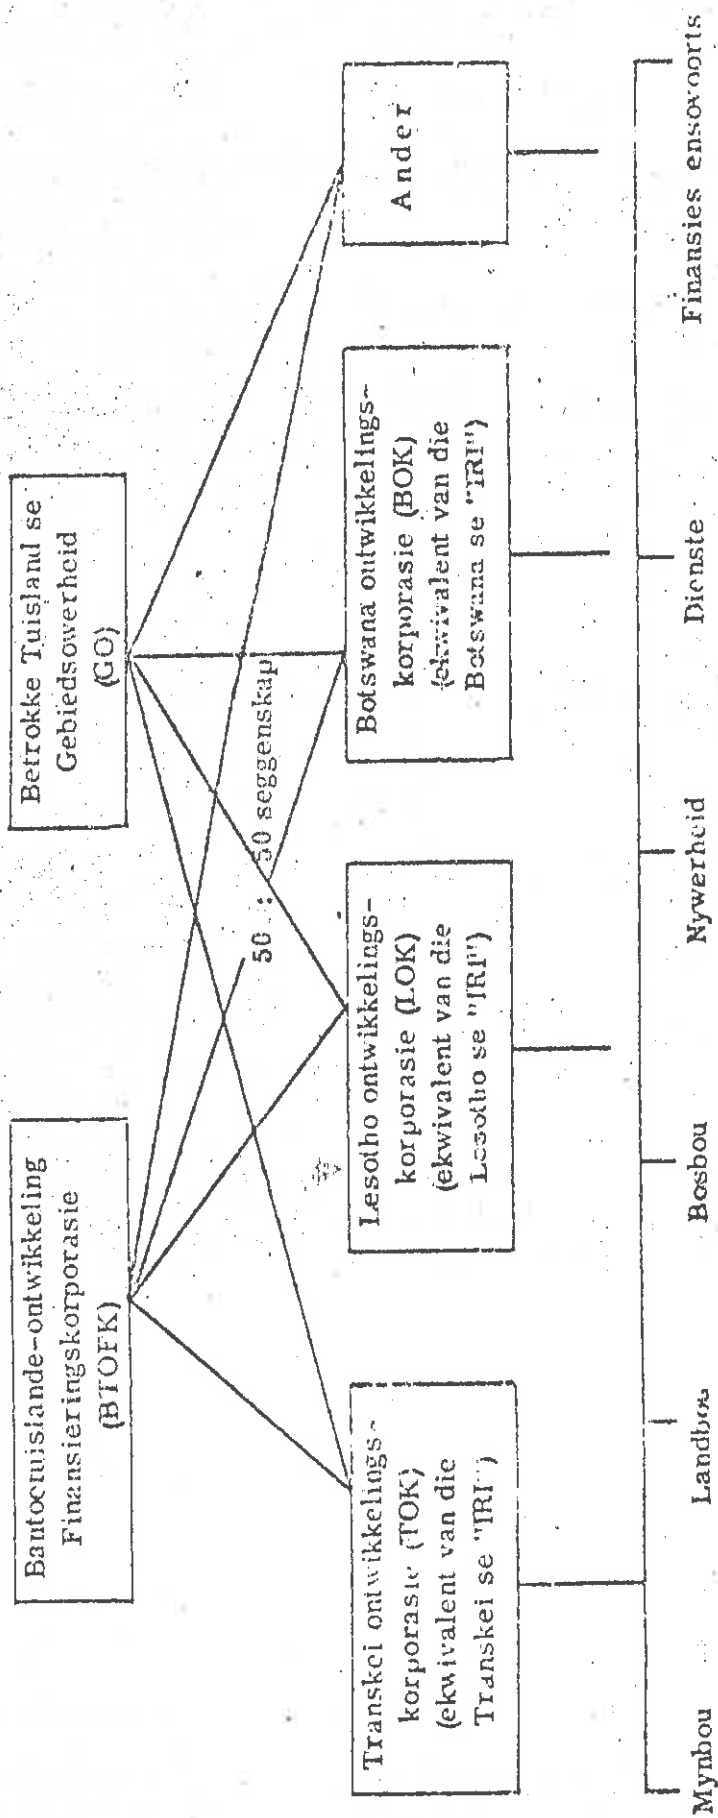 Bantoetuislande-ontwikkeling
Finansieringskorporasie
(BTOFK)
Betrokke Tuisland se
Gebiedsowerheid
(GO)
50 : 50 seggenskap
Transkei ontwikkelings-
korporasie (TOK)
(ekwivalent van die
Transkei se "IRI")
Lesotho ontwikkelings-
korporasie (LOK)
(ekwivalent van die
Lesotho se "IRI")
Botswana ontwikkelings-
korporasie (BOK)
(ekwivalent van die
Botswana se "IRI")
Ander
Mynbou
Landbou
Bosbou
Nywerheid
Dienste
Finansies ensovoorts